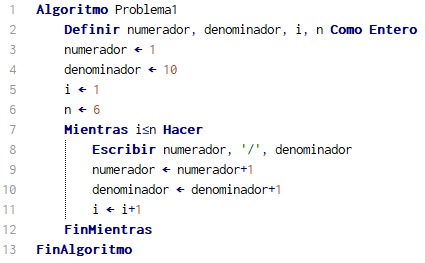 1 Algoritmo Problema1
2 Definir numerador, denominador, i, n Como Entero
3 numerador ← 1
4 denominador ← 10
5 i ← 1
6 n ← 6
7 Mientras i≤n Hacer
8 Escribir numerador, '/', denominador
9 numerador ← numerador+1
10 denominador ← denominador+1
11 i ← i+1
12 FinMientras
13 FinAlgoritmo